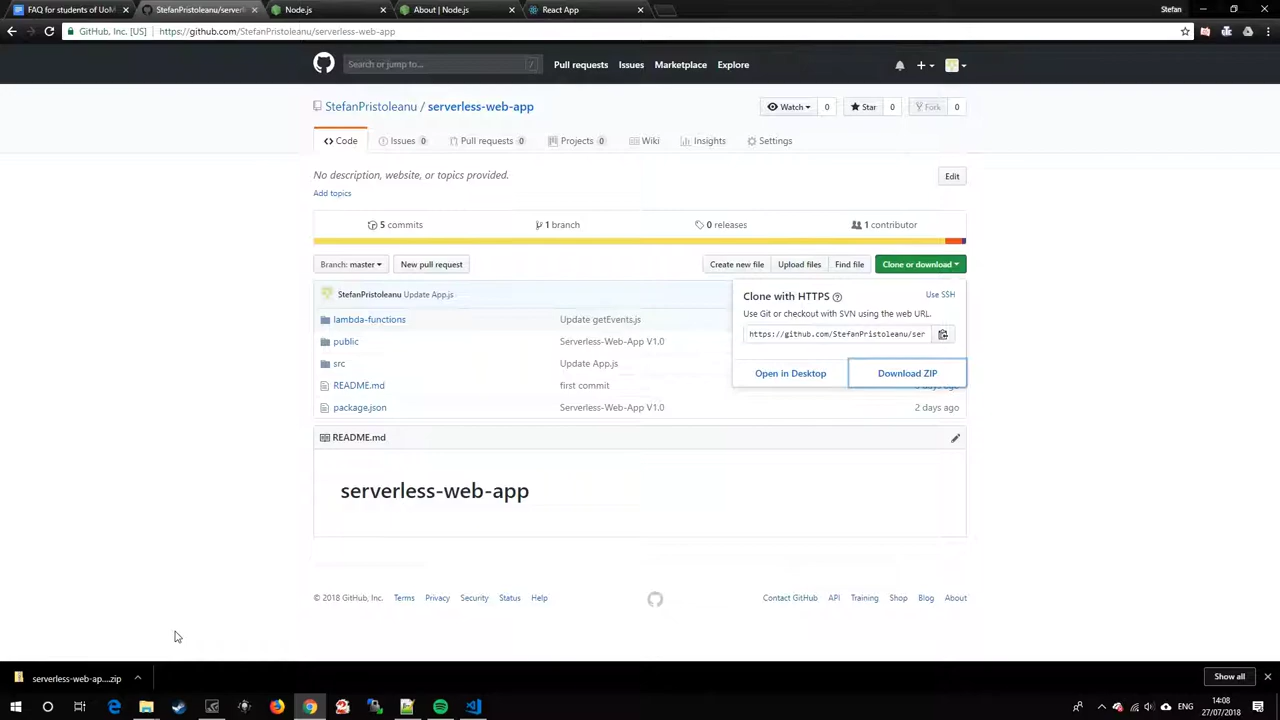 FAQ for students of UoM
StefanPristoleanu/server
Node.js
About | Node.js
React App
Stefan
GitHub, Inc. [US]
https://github.com/StefanPristoleanu/serverless-web-app
Search or jump to...
/
Pull requests
Issues
Marketplace
Explore
StefanPristoleanu / serverless-web-app
Watch
0
Star
0
Fork
0
Code
Issues 0
Pull requests 0
Projects 0
Wiki
Insights
Settings
No description, website, or topics provided.
Edit
Add topics
5 commits
1 branch
0 releases
1 contributor
Branch: master
New pull request
Create new file
Upload files
Find file
Clone or download
StefanPristoleanu Update App.js
Clone with HTTPS
Use SSH
Use Git or checkout with SVN using the web URL.
https://github.com/StefanPristoleanu/ser
Open in Desktop
Download ZIP
lambda-functions
Update getEvents.js
public
Serverless-Web-App V1.0
src
Update App.js
README.md
first commit
package.json
Serverless-Web-App V1.0
2 days ago
README.md
serverless-web-app
© 2018 GitHub, Inc.
Terms
Privacy
Security
Status
Help
Contact GitHub
API
Training
Shop
Blog
About
serverless-web-ap....zip
Show all
ENG
14:08
27/07/2018